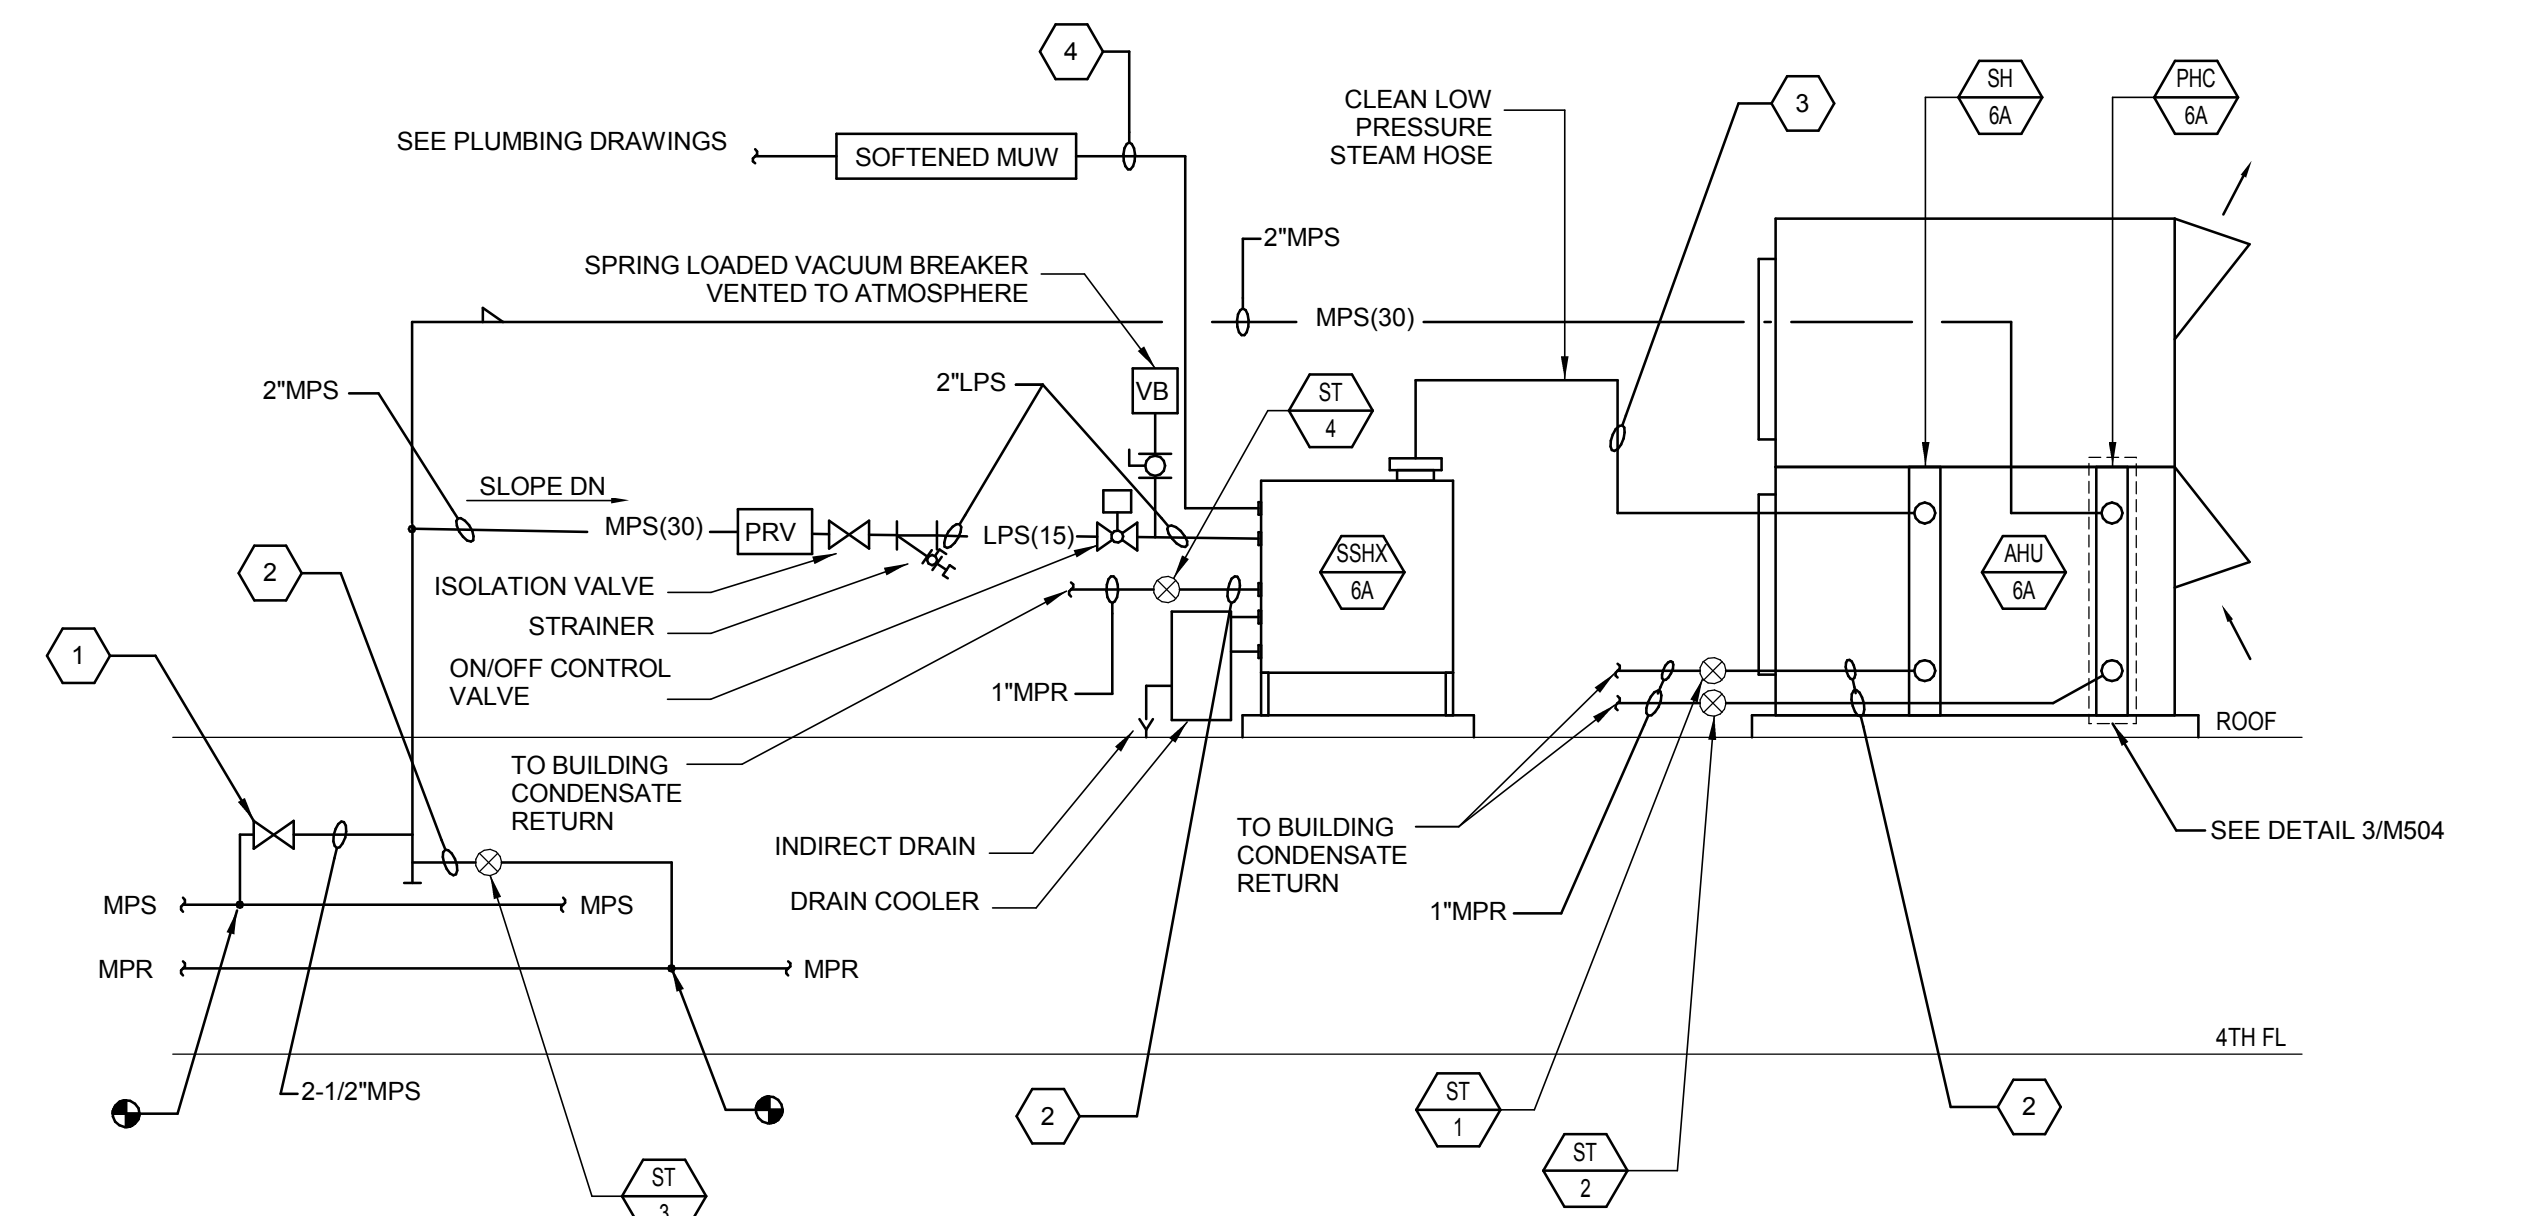 4
SEE PLUMBING DRAWINGS
SOFTENED MUW
CLEAN LOW
PRESSURE
STEAM HOSE
3
SH
6A
PHC
6A
2"MPS
SPRING LOADED VACUUM BREAKER
VENTED TO ATMOSPHERE
MPS(30)
2"MPS
2"LPS
VB
ST
4
SLOPE DN
MPS(30)
PRV
LPS(15)
SSHX
6A
AHU
6A
2
ISOLATION VALVE
STRAINER
1
ON/OFF CONTROL
VALVE
1"MPR
ROOF
TO BUILDING
CONDENSATE
RETURN
INDIRECT DRAIN
DRAIN COOLER
TO BUILDING
CONDENSATE
RETURN
SEE DETAIL 3/M504
1"MPR
MPS
MPS
MPR
MPR
4TH FL
2-1/2"MPS
2
ST
1
2
ST
2
ST
3